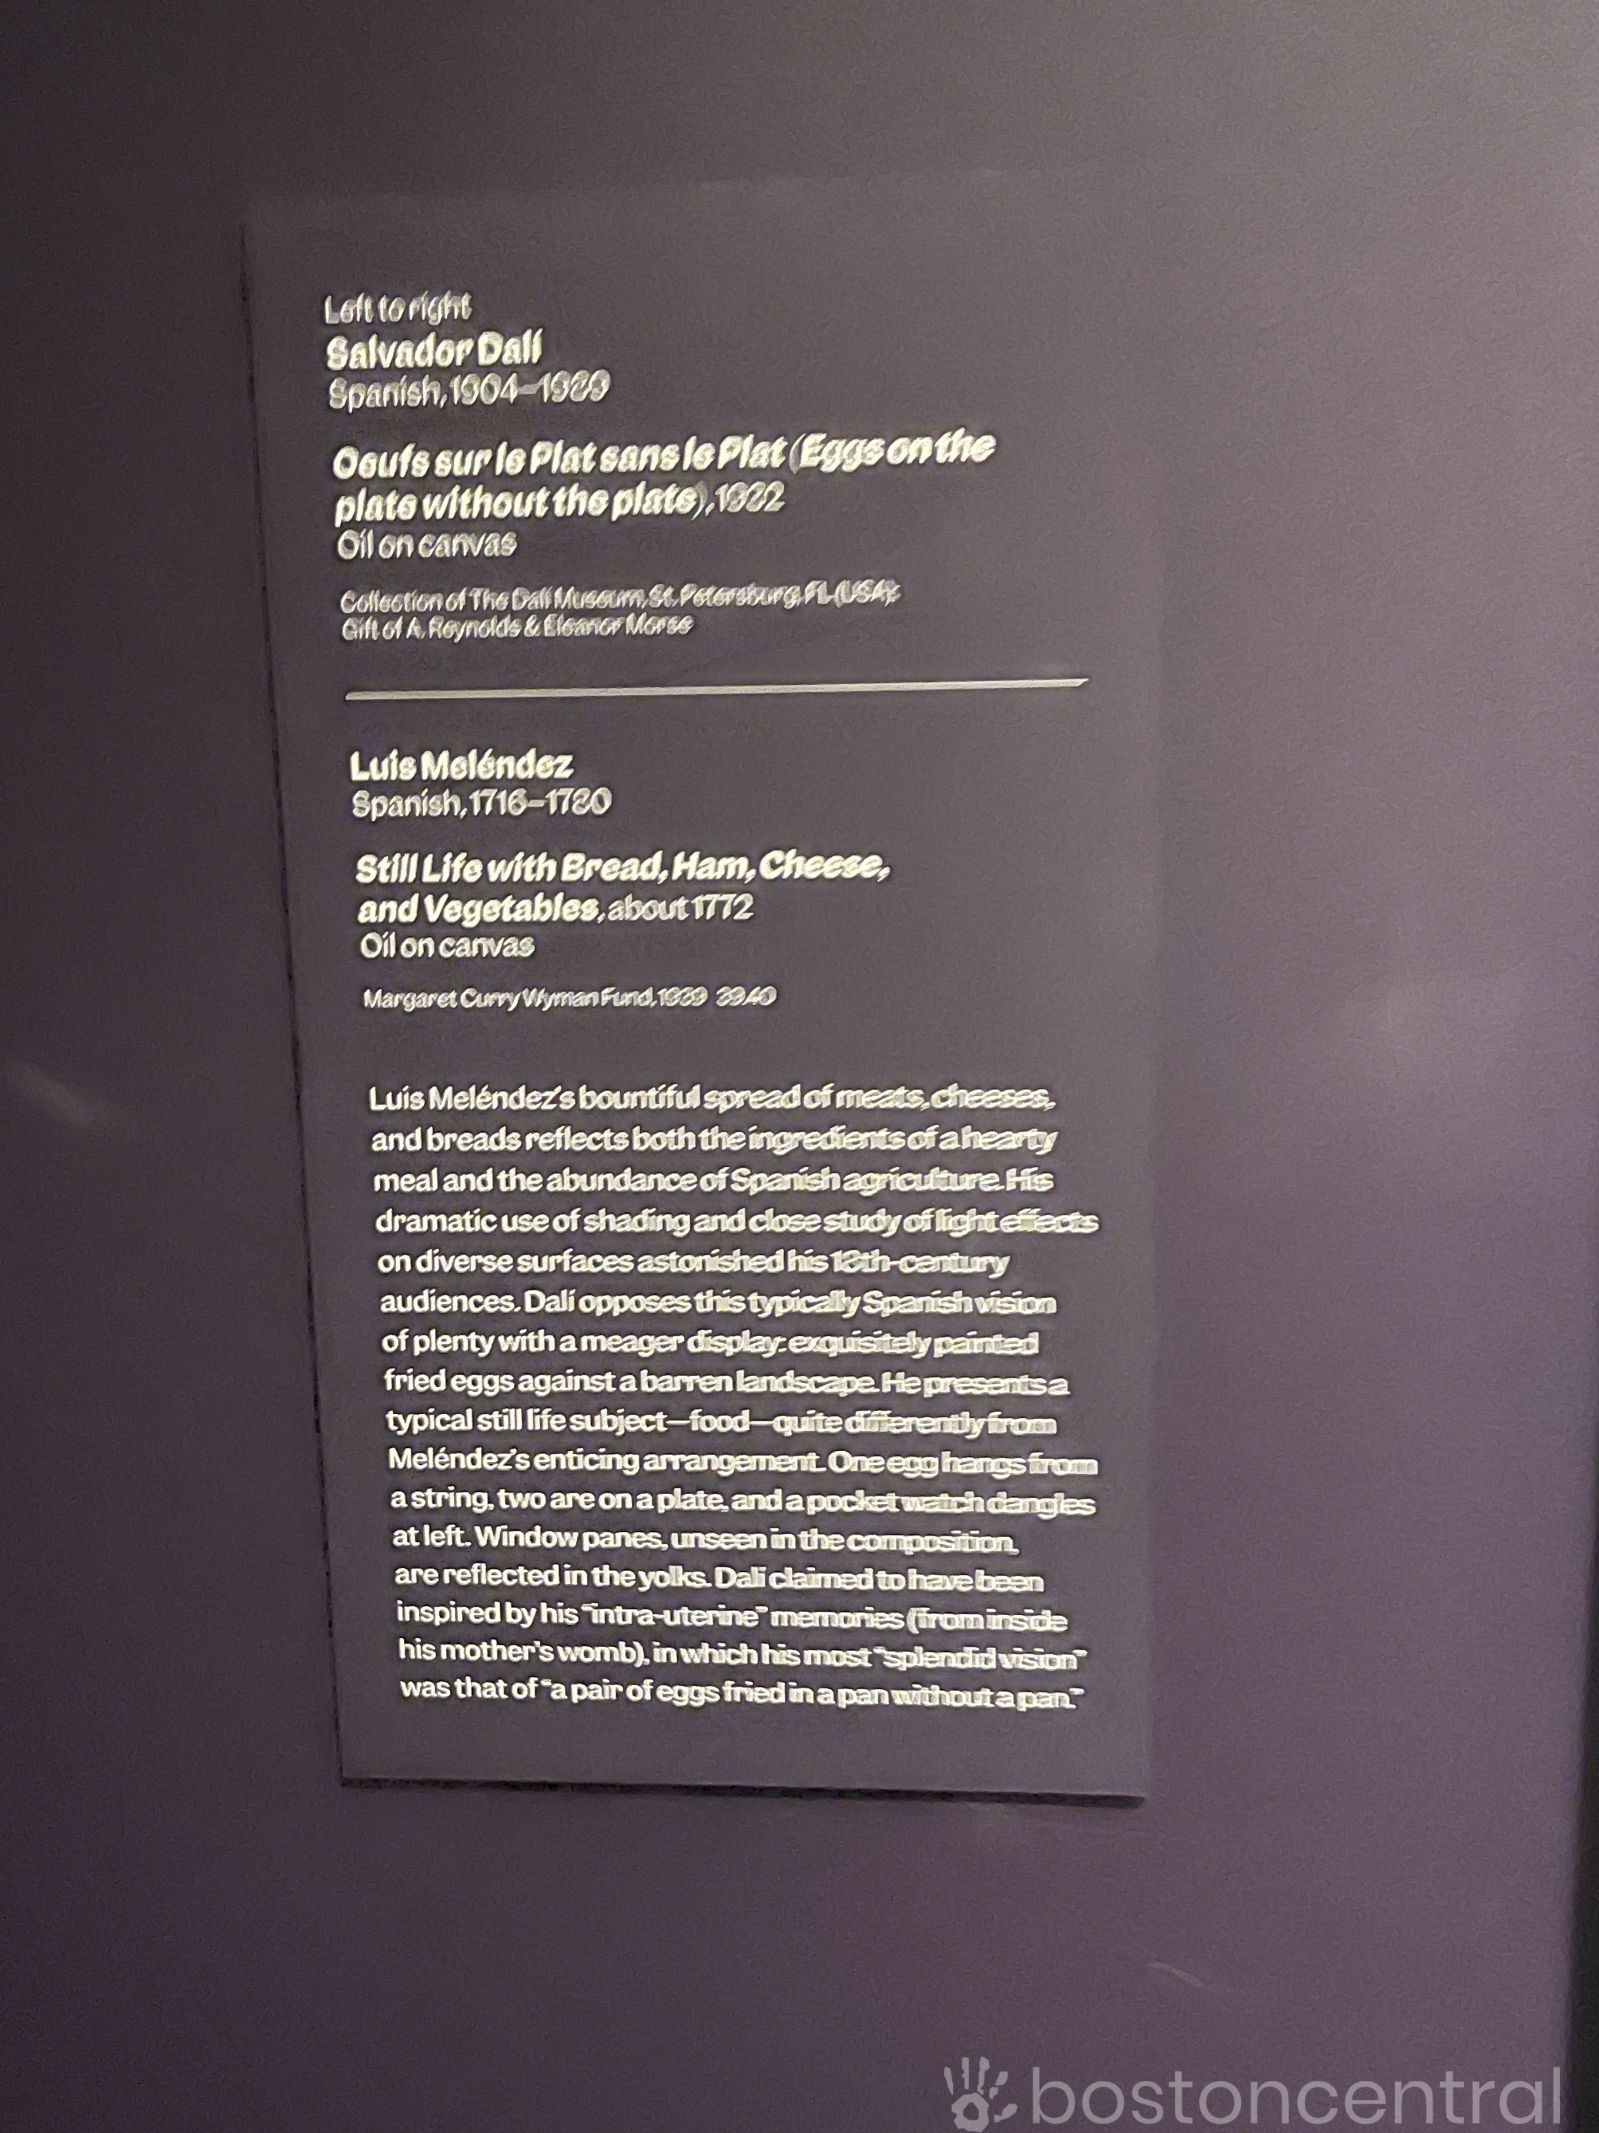 Left to right
Salvador Dalí
Spanish, 1904–1989
Oeufs sur le Plat sans le Plat (Eggs on the
plate without the plate), 1932
Oil on canvas
Collection of The Dalí Museum, St. Petersburg, FL (USA);
Gift of A. Reynolds & Eleanor Morse
Luis Meléndez
Spanish, 1716–1780
Still Life with Bread, Ham, Cheese,
and Vegetables, about 1772
Oil on canvas
Margaret Curry Wyman Fund, 1939 39.40
Luis Meléndez's bountiful spread of meats, cheeses,
and breads reflects both the ingredients of a hearty
meal and the abundance of Spanish agriculture. His
dramatic use of shading and close study of light effects
on diverse surfaces astonished his 18th-century
audiences. Dalí opposes this typically Spanish vision
of plenty with a meager display: exquisitely painted
fried eggs against a barren landscape. He presents a
typical still life subject—food—quite differently from
Meléndez's enticing arrangement. One egg hangs from
a string, two are on a plate, and a pocket watch dangles
at left. Window panes, unseen in the composition,
are reflected in the yolks. Dalí claimed to have been
inspired by his "intra-uterine" memories (from inside
his mother's womb), in which his most "splendid vision"
was that of "a pair of eggs fried in a pan without a pan."
bostoncentral